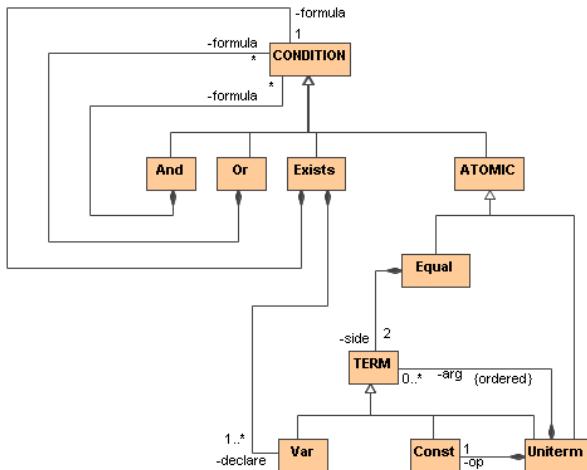 -formula
1
-formula
*
CONDITION
*
-formula
And
Or
Exists
ATOMIC
Equal
-side
2
TERM
0..*
-arg
{ordered}
1..*
-declare
Var
Const
1
-op
Uniterm